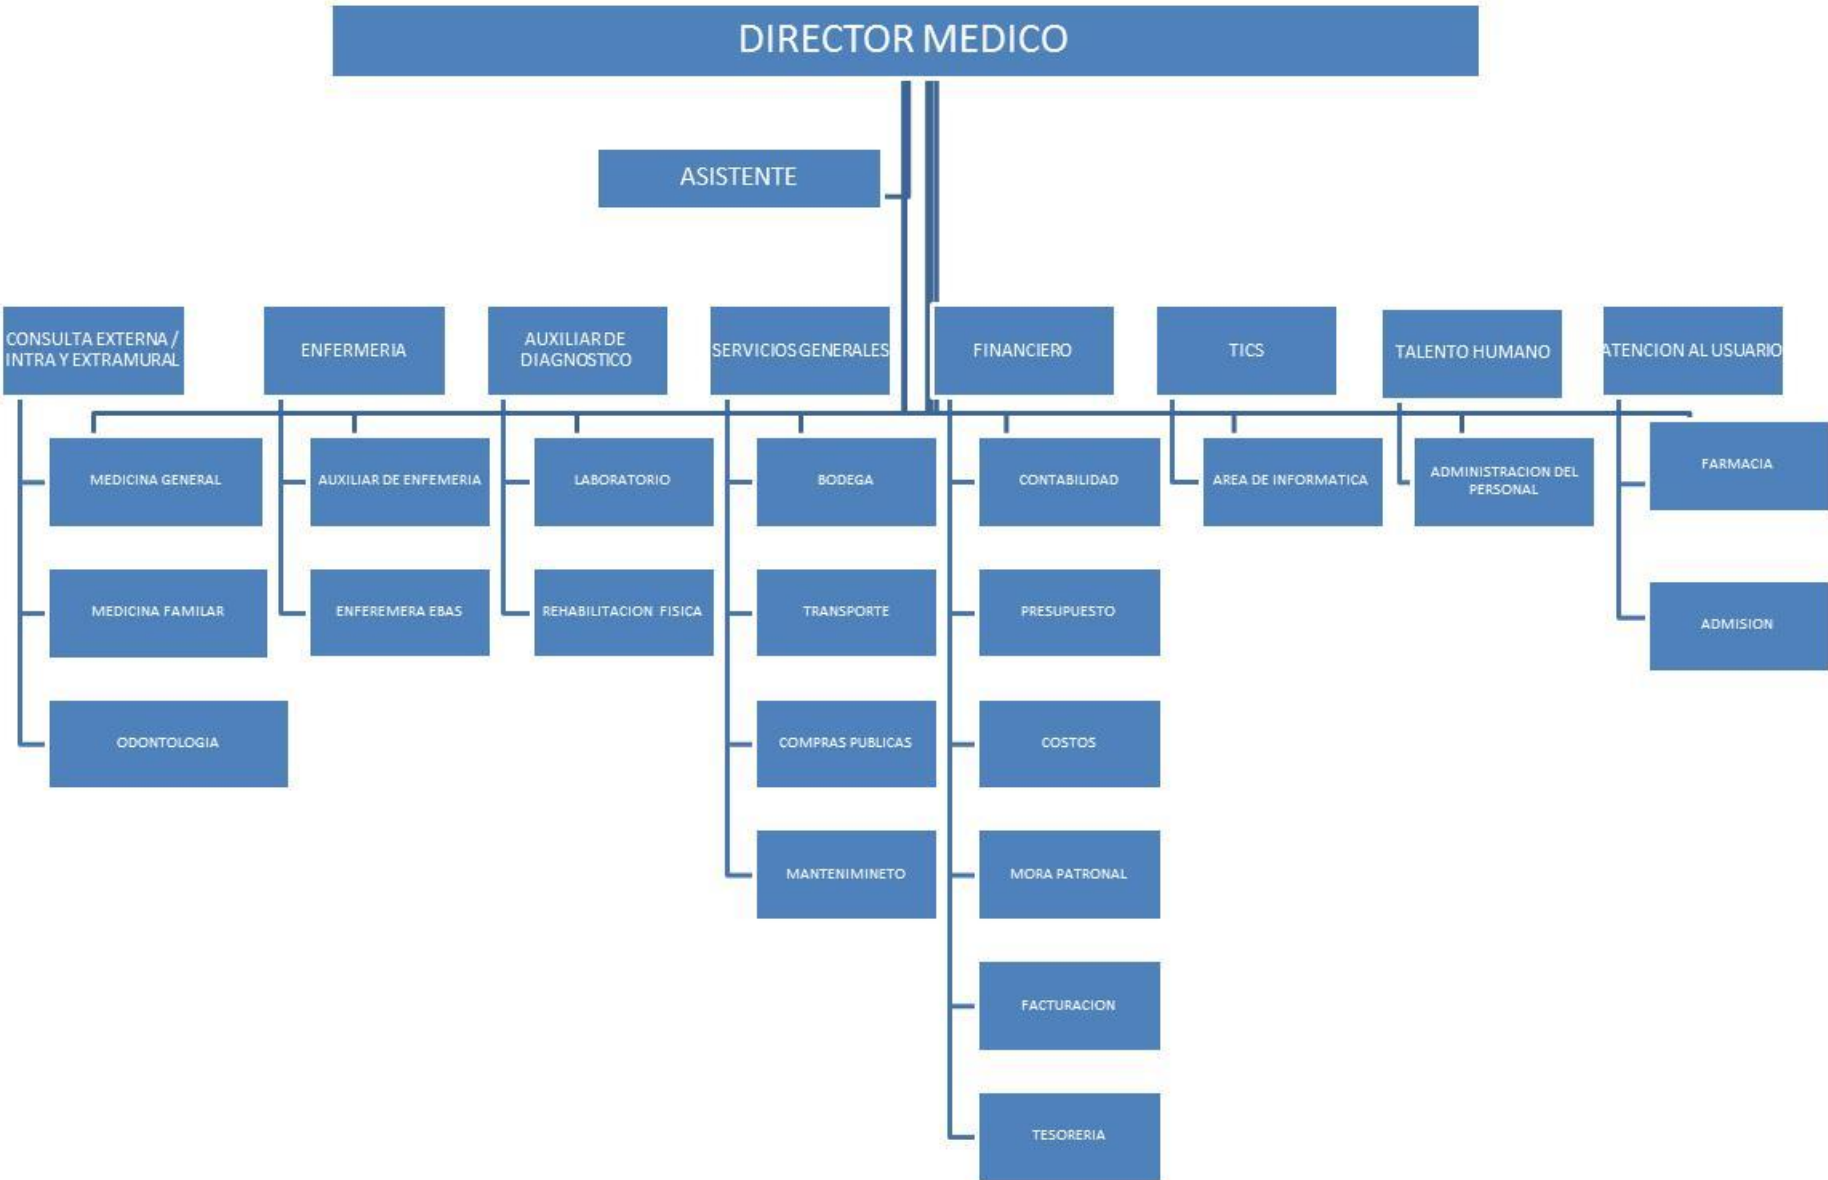 DIRECTOR MEDICO
ASISTENTE
CONSULTA EXTERNA /
INTRA Y EXTRAMURAL
ENFERMERIA
AUXILIAR DE
DIAGNOSTICO
SERVICIOS GENERALES
FINANCIERO
TICS
TALENTO HUMANO
ATENCION AL USUARIO
MEDICINA GENERAL
AUXILIAR DE ENFEMERIA
LABORATORIO
BODEGA
CONTABILIDAD
AREA DE INFORMATICA
ADMINISTRACION DEL
PERSONAL
FARMACIA
MEDICINA FAMILAR
ENFEREMERA EBAS
REHABILITACION FISICA
TRANSPORTE
PRESUPUESTO
ADMISION
ODONTOLOGIA
COMPRAS PUBLICAS
COSTOS
MANTENIMINETO
MORA PATRONAL
FACTURACION
TESORERIA